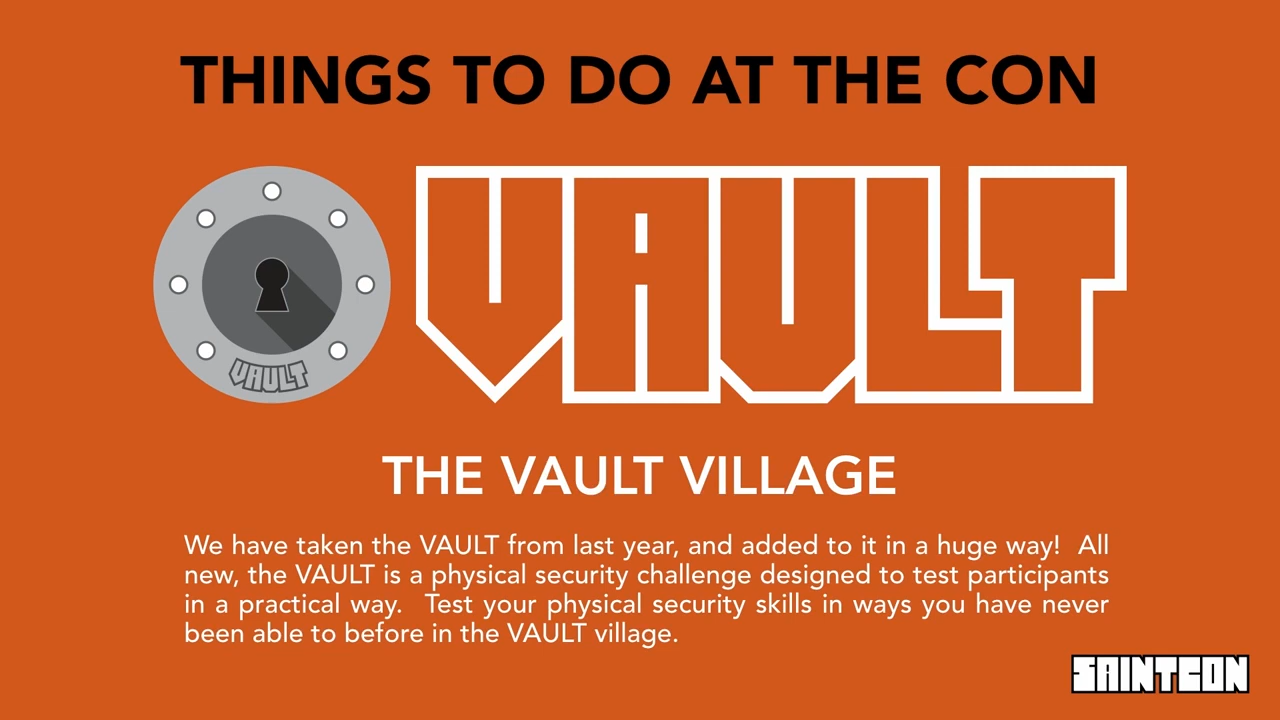 THINGS TO DO AT THE CON
VAULT
VAULT
THE VAULT VILLAGE
We have taken the VAULT from last year, and added to it in a huge way!  All
new, the VAULT is a physical security challenge designed to test participants
in a practical way.  Test your physical security skills in ways you have never
been able to before in the VAULT village.
SAINTCON